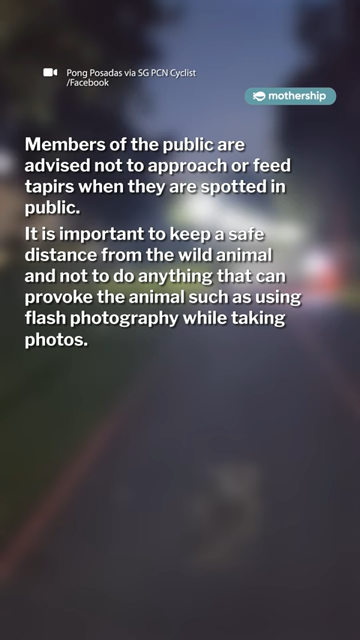 Pong Posadas via SG PCN Cyclist
/Facebook
mothership
Members of the public are
advised not to approach or feed
tapirs when they are spotted in
public.
It is important to keep a safe
distance from the wild animal
and not to do anything that can
provoke the animal such as using
flash photography while taking
photos.